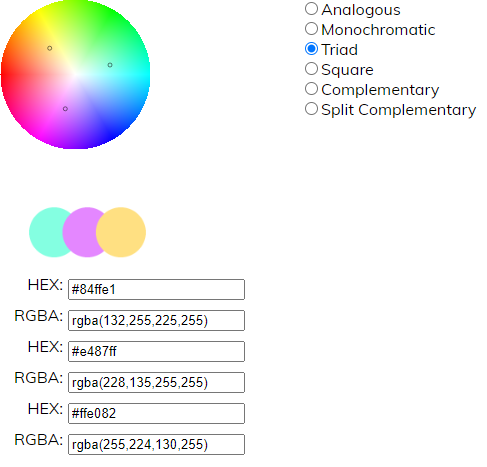 Analogous
Monochromatic
Triad
Square
Complementary
Split Complementary
HEX: #84ffe1
RGBA: rgba(132,255,225,255)
HEX: #e487ff
RGBA: rgba(228,135,255,255)
HEX: #ffe082
RGBA: rgba(255,224,130,255)